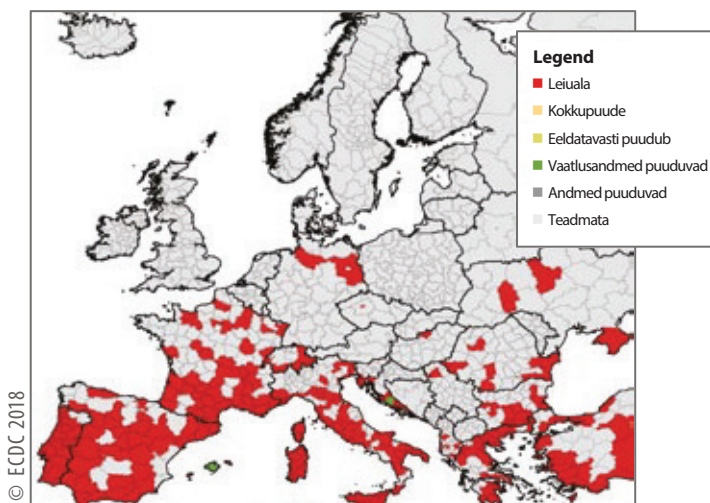 Legend
Leiuala
Kokkupuude
Eeldatavasti puudub
Vaatlusandmed puuduvad
Andmed puuduvad
Teadmata
© ECDC 2018